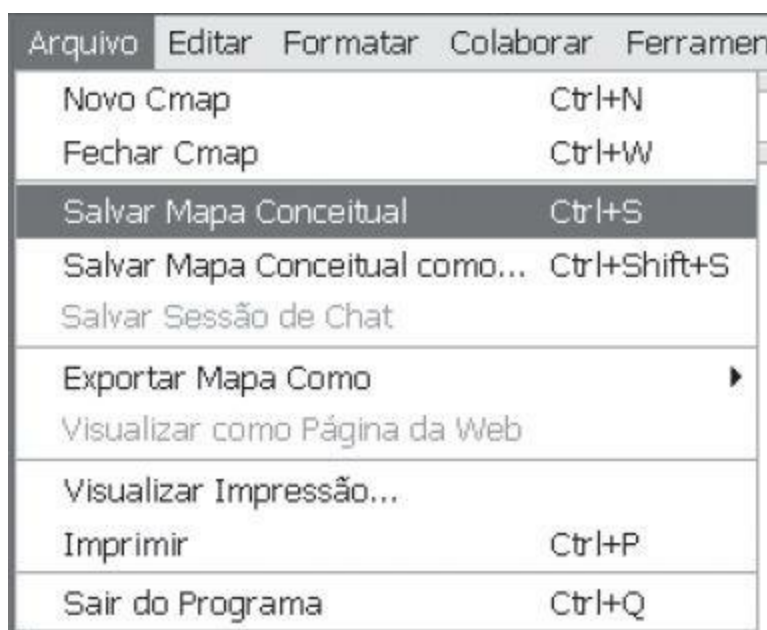 Arquivo Editar Formatar Colaborar Ferramen
Novo Cmap Ctrl+N
Fechar Cmap Ctrl+W
Salvar Mapa Conceitual Ctrl+S
Salvar Mapa Conceitual como... Ctrl+Shift+S
Salvar Sessão de Chat
Exportar Mapa Como
Visualizar como Página da Web
Visualizar Impressão...
Imprimir Ctrl+P
Sair do Programa Ctrl+Q